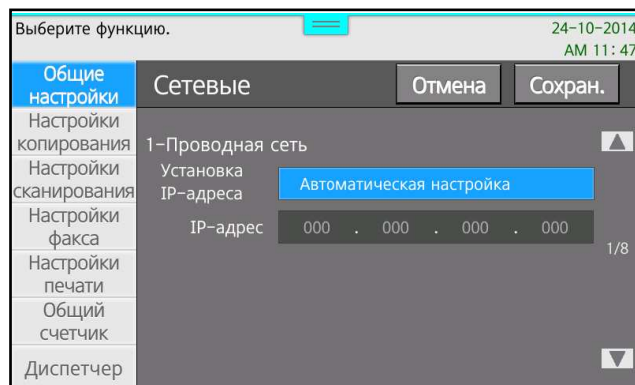 Выберите функцию.
24-10-2014
AM 11:47
Общие
настройки
Сетевые
Отмена
Сохран.
Настройки
копирования
1-Проводная сеть
Настройки
сканирования
Установка
IP-адреса
Автоматическая настройка
Настройки
факса
IP-адрес
000 . 000 . 000 . 000
1/8
Настройки
печати
Общий
счетчик
Диспетчер